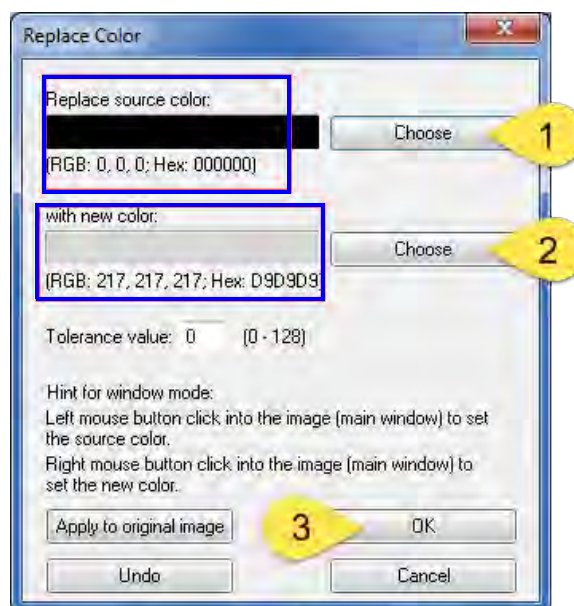 Replace Color
Replace source color:
Choose
1
(RGB: 0, 0, 0; Hex: 000000)
with new color:
Choose
2
(RGB: 217, 217, 217; Hex: D9D9D9)
Tolerance value: 0 (0 - 128)
Hint for window mode:
Left mouse button click into the image (main window) to set
the source color.
Right mouse button click into the image (main window) to
set the new color.
Apply to original image
3
OK
Undo
Cancel